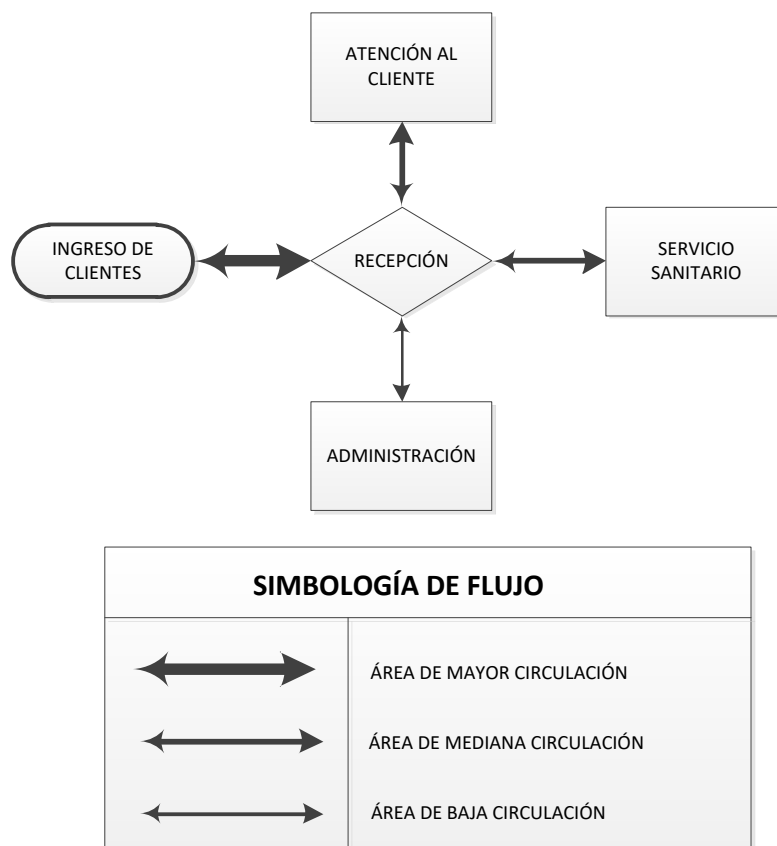 ATENCIÓN AL
CLIENTE
INGRESO DE
CLIENTES
RECEPCIÓN
SERVICIO
SANITARIO
ADMINISTRACIÓN
SIMBOLOGÍA DE FLUJO
ÁREA DE MAYOR CIRCULACIÓN
ÁREA DE MEDIANA CIRCULACIÓN
ÁREA DE BAJA CIRCULACIÓN